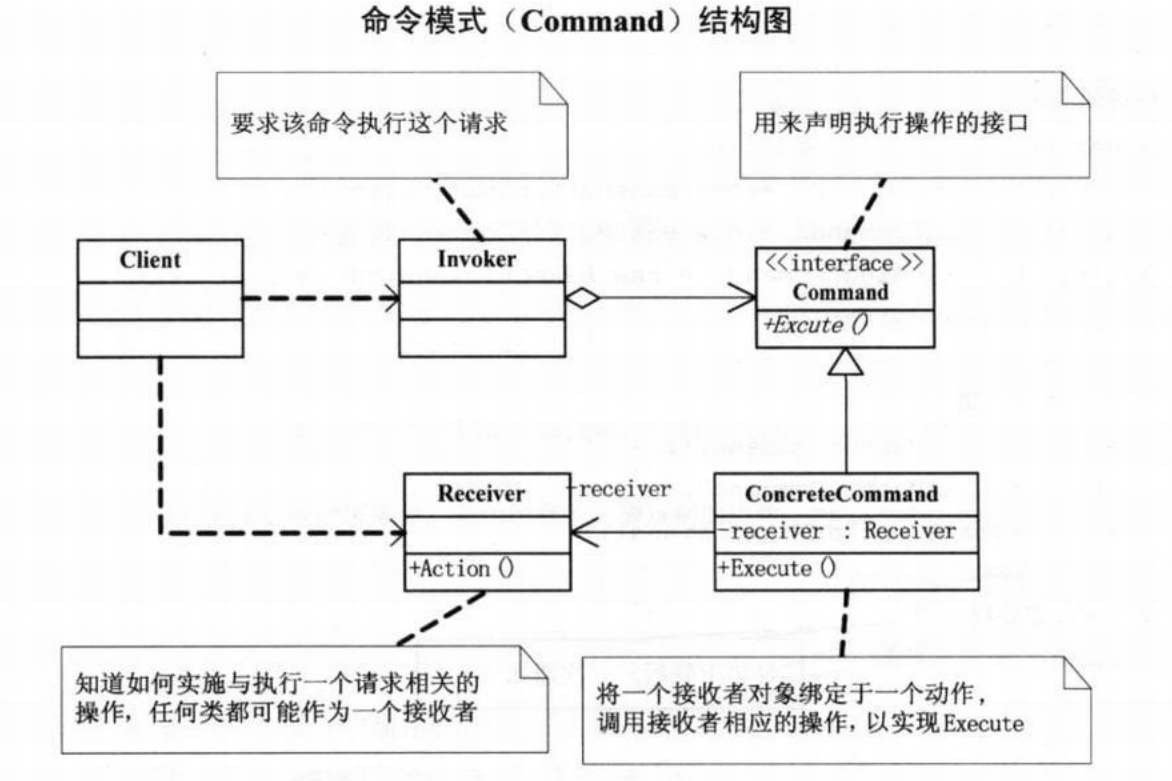 命令模式（Command）结构图
要求该命令执行这个请求
用来声明执行操作的接口
Client
Invoker
<<interface >>
Command
+Excute ()
Receiver
+Action ()
-receiver
ConcreteCommand
-receiver : Receiver
+Execute ()
知道如何实施与执行一个请求相关的
操作，任何类都可能作为一个接收者
将一个接收者对象绑定于一个动作，
调用接收者相应的操作，以实现Execute